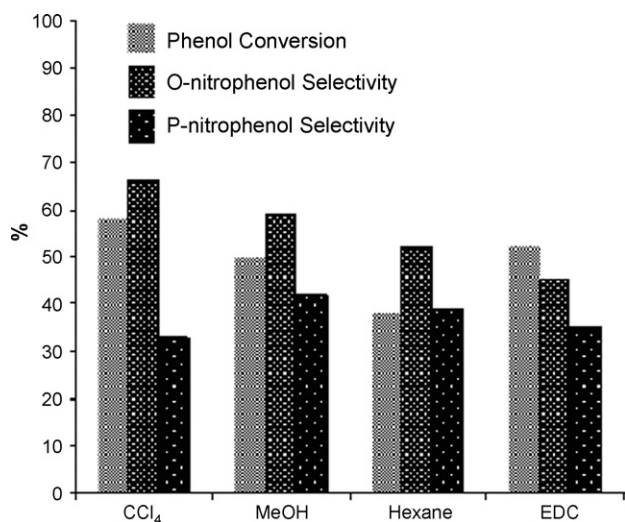 100
90
80
70
60
50
40
30
20
10
0
%
Phenol Conversion
O-nitrophenol Selectivity
P-nitrophenol Selectivity
CCl₄
MeOH
Hexane
EDC